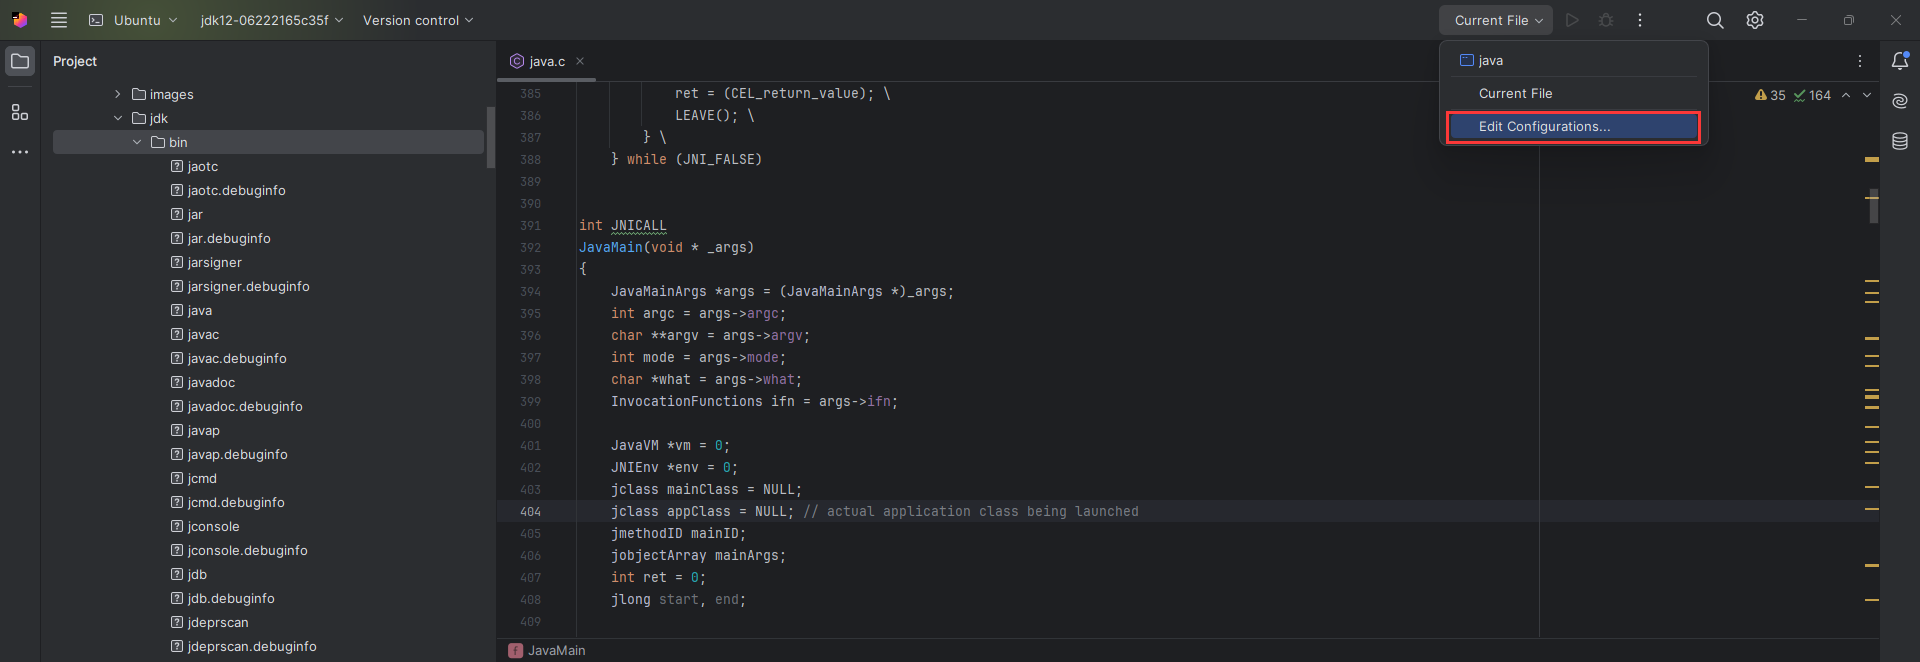 Ubuntu jdk12-06222165c35f Version control Current File
Project
java.c
java
Current File
Edit Configurations...
35 164
images
jdk
bin
jaotc
jaotc.debuginfo
jar
jar.debuginfo
jarsigner
jarsigner.debuginfo
java
javac
javac.debuginfo
javadoc
javadoc.debuginfo
javap
javap.debuginfo
jcmd
jcmd.debuginfo
jconsole
jconsole.debuginfo
jdb
jdb.debuginfo
jdeprscan
jdeprscan.debuginfo
385 ret = (CEL_return_value); \
386 LEAVE(); \
387 } \
388 } while (JNI_FALSE)
389
390
391 int JNICALL
392 JavaMain(void * _args)
393 {
394 JavaMainArgs *args = (JavaMainArgs *)_args;
395 int argc = args->argc;
396 char **argv = args->argv;
397 int mode = args->mode;
398 char *what = args->what;
399 InvocationFunctions ifn = args->ifn;
400
401 JavaVM *vm = 0;
402 JNIEnv *env = 0;
403 jclass mainClass = NULL;
404 jclass appClass = NULL; // actual application class being launched
405 jmethodID mainID;
406 jobjectArray mainArgs;
407 int ret = 0;
408 jlong start, end;
409
f JavaMain